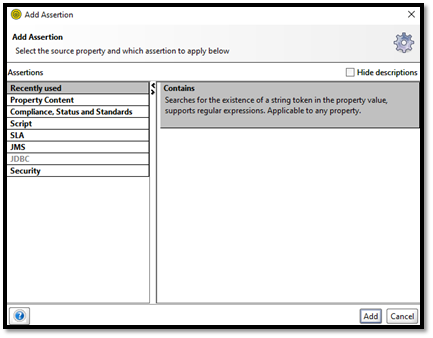 Add Assertion
Add Assertion
Select the source property and which assertion to apply below
Assertions
Hide descriptions
Recently used
Property Content
Compliance, Status and Standards
Script
SLA
JMS
JDBC
Security
Contains
Searches for the existence of a string token in the property value,
supports regular expressions. Applicable to any property.
?
Add
Cancel